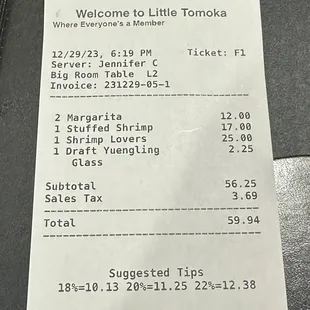 Welcome to Little Tomoka
Where Everyone's a Member
12/29/23, 6:19 PM Ticket: F1
Server: Jennifer C
Big Room Table L2
Invoice: 231229-05-1
2 Margarita 12.00
1 Stuffed Shrimp 17.00
1 Shrimp Lovers 25.00
1 Draft Yuengling 2.25
Glass
Subtotal 56.25
Sales Tax 3.69
Total 59.94
Suggested Tips
18%=10.13 20%=11.25 22%=12.38